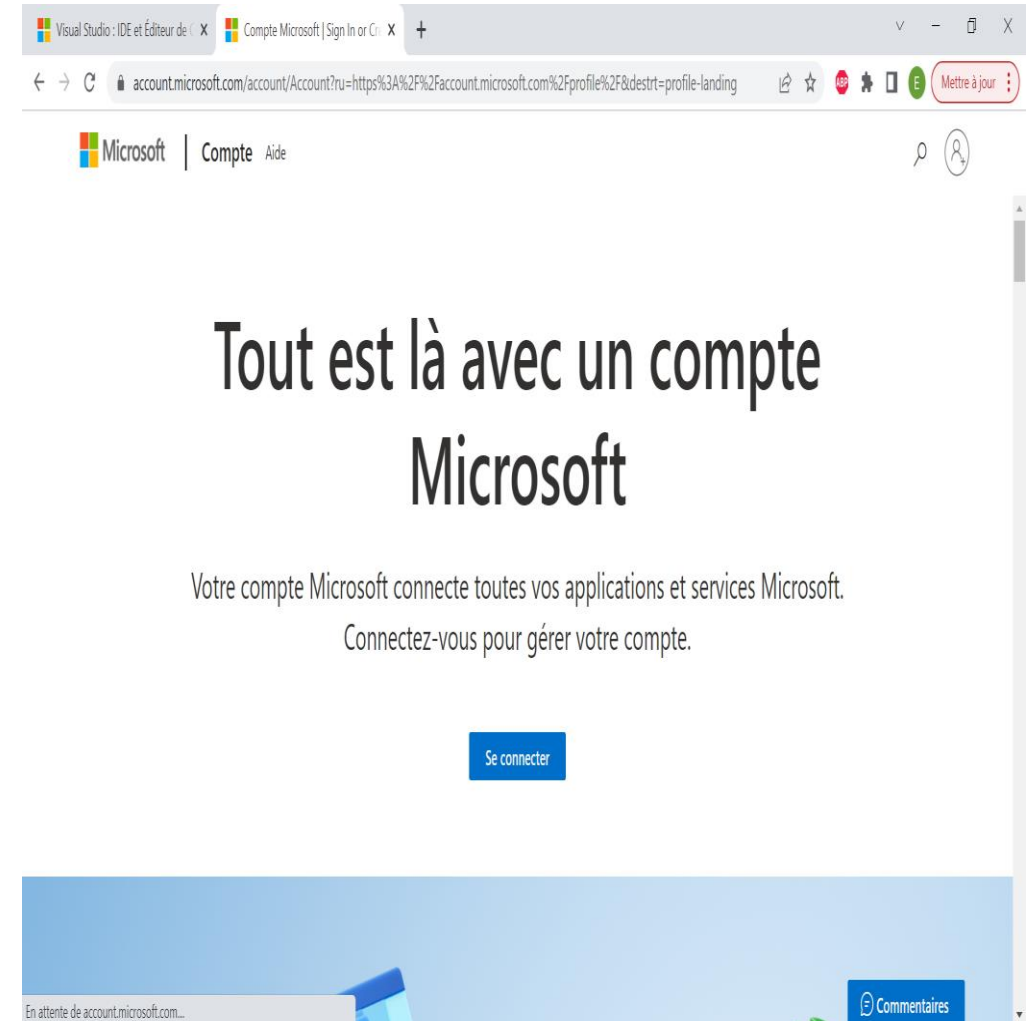 Visual Studio : IDE et Éditeur de C
Compte Microsoft | Sign In or Cr
account.microsoft.com/account/Account?ru=https%3A%2F%2Faccount.microsoft.com%2Fprofile%2F&destrt=profile-landing
ABP
E
Mettre à jour
Microsoft | Compte Aide
Tout est là avec un compte
Microsoft
Votre compte Microsoft connecte toutes vos applications et services Microsoft.
Connectez-vous pour gérer votre compte.
Se connecter
Commentaires
En attente de account.microsoft.com...